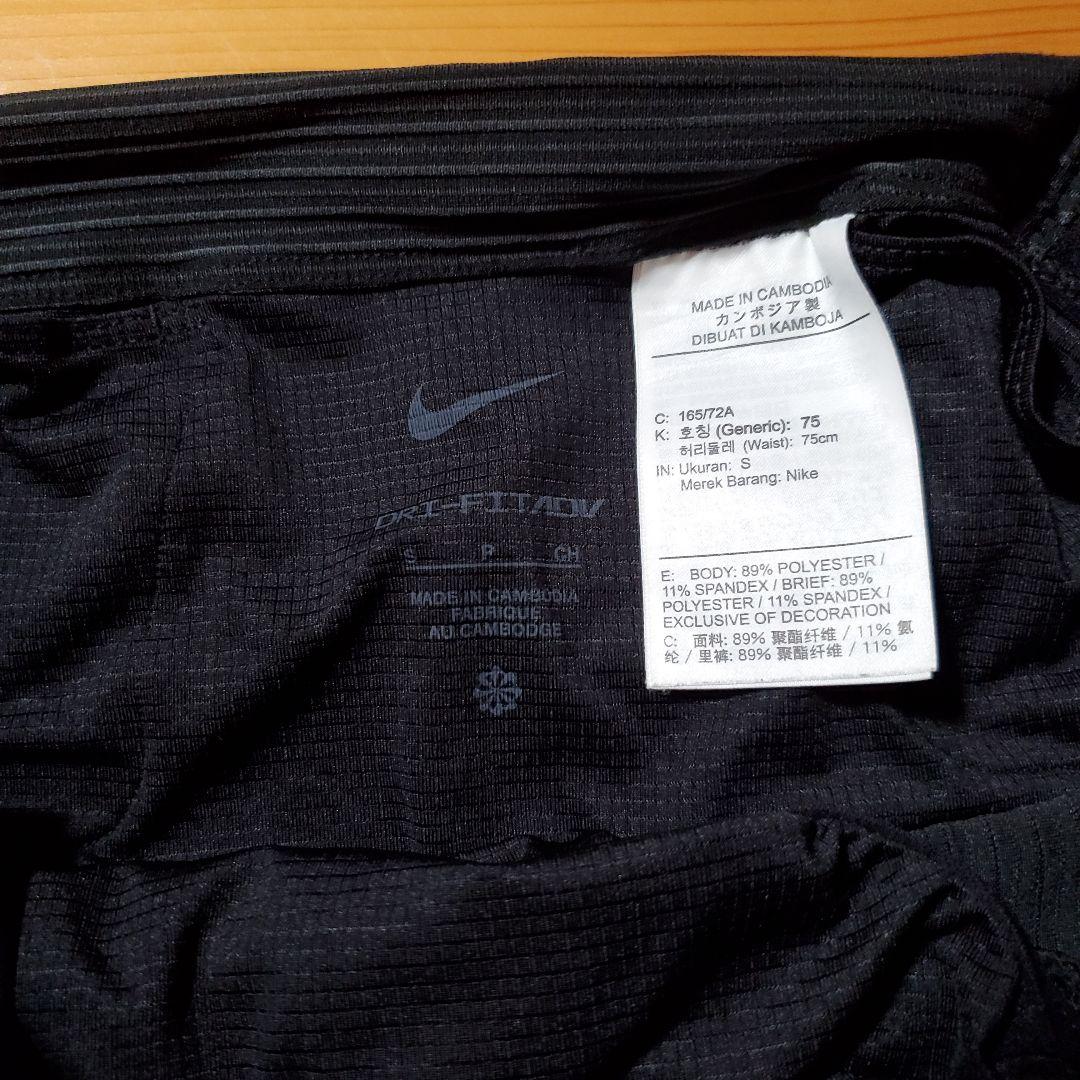 DRI-FIT ADV
S P CH
MADE IN CAMBODIA
FABRIQUE
AU CAMBODGE
MADE IN CAMBODIA
カンボジア製
DIBUAT DI KAMBOJA
C: 165/72A
K: 호칭 (Generic): 75
허리둘레 (Waist): 75cm
IN: Ukuran: S
Merek Barang: Nike
E: BODY: 89% POLYESTER /
11% SPANDEX / BRIEF: 89%
POLYESTER / 11% SPANDEX /
EXCLUSIVE OF DECORATION
C: 面料: 89% 聚酯纤维 / 11% 氨
纶 / 里裤: 89% 聚酯纤维 / 11%